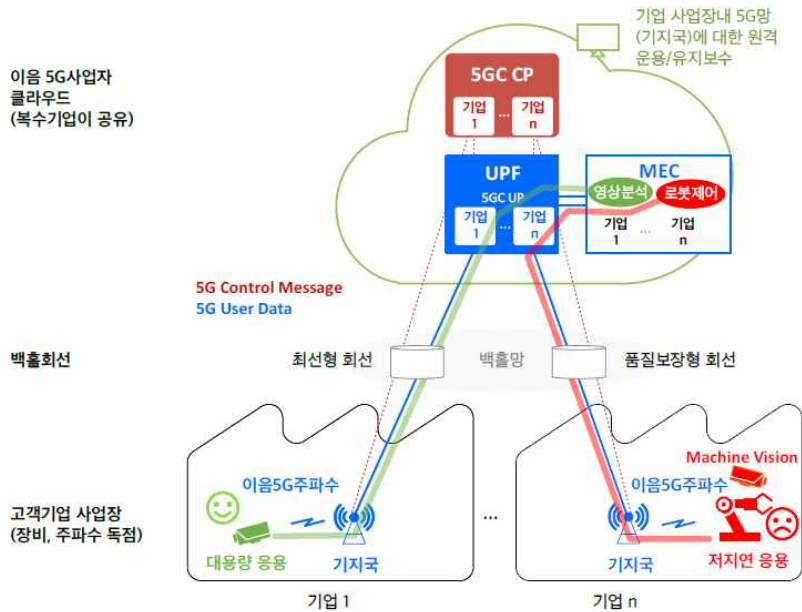 기업 사업장내 5G망
(기지국)에 대한 원격
운용/유지보수
이음 5G사업자
클라우드
(복수기업이 공유)
5GC CP
기업
1
...
기업
n
UPF
5GC UP
기업
1
...
기업
n
MEC
영상분석
로봇제어
기업
1
...
기업
n
5G Control Message
5G User Data
백홀회선
최선형 회선
백홀망
품질보장형 회선
Machine Vision
이음5G주파수
이음5G주파수
고객기업 사업장
(장비, 주파수 독점)
...
대용량 응용
기지국
기지국
저지연 응용
기업 1
기업 n